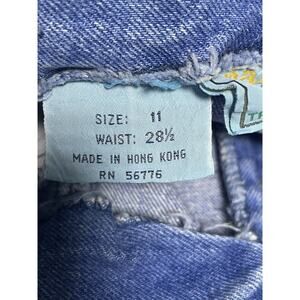 SIZE: 11
WAIST: 28½
MADE IN HONG KONG
RN 56776